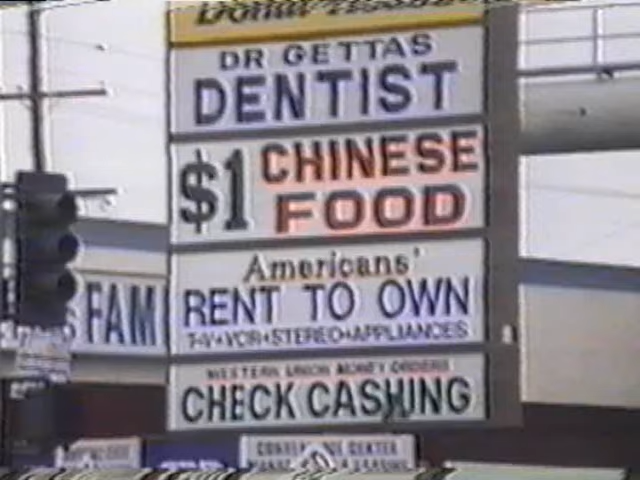 DR GETTAS
DENTIST
$1 CHINESE
FOOD
Americans'
RENT TO OWN
T-V•VCR•STEREO•APPLIANCES
WESTERN UNION MONEY ORDERS
CHECK CASHING
FAM
CENTER